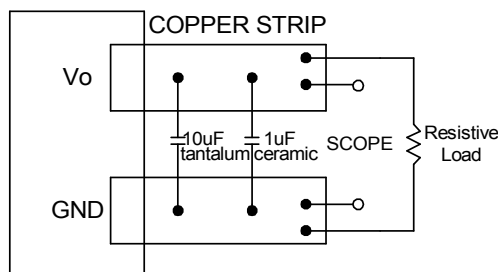 COPPER STRIP
Vo
10uF
tantalum
1uF
ceramic
SCOPE
Resistive
Load
GND